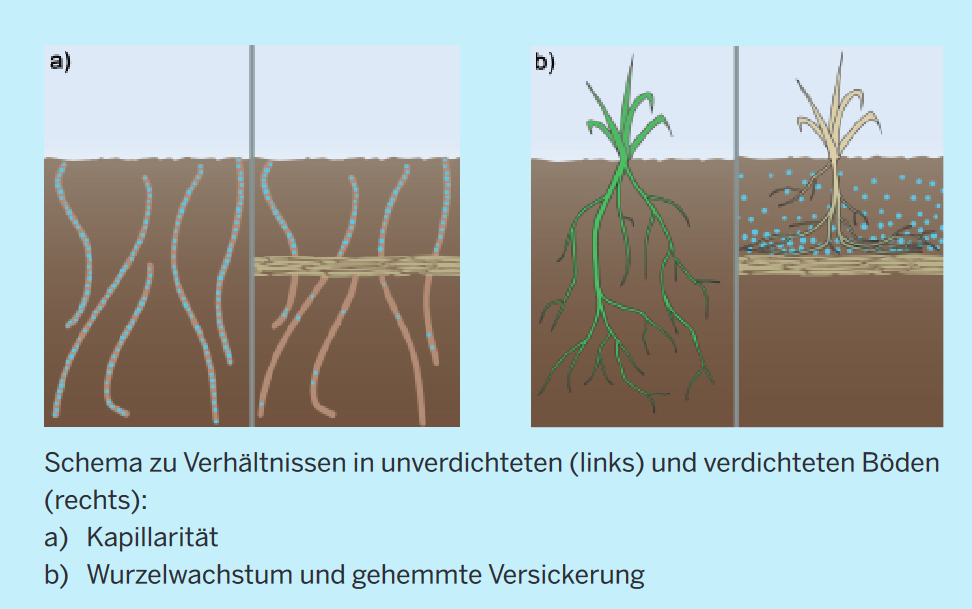 a)
b)
Schema zu Verhältnissen in unverdichteten (links) und verdichteten Böden
(rechts):
a) Kapillarität
b) Wurzelwachstum und gehemmte Versickerung